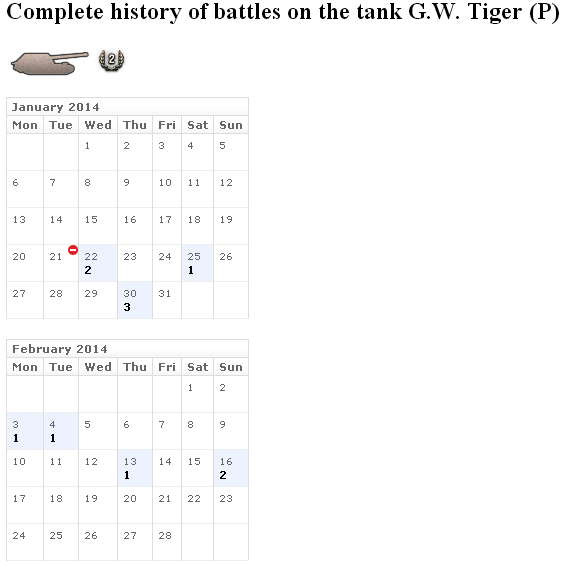 Complete history of battles on the tank G.W. Tiger (P)
2
January 2014
Mon Tue Wed Thu Fri Sat Sun
1 2 3 4 5
6 7 8 9 10 11 12
13 14 15 16 17 18 19
20 21 22 23 24 25 26
2 1
27 28 29 30 31
3
February 2014
Mon Tue Wed Thu Fri Sat Sun
1 2
3 4 5 6 7 8 9
1 1
10 11 12 13 14 15 16
1 2
17 18 19 20 21 22 23
24 25 26 27 28